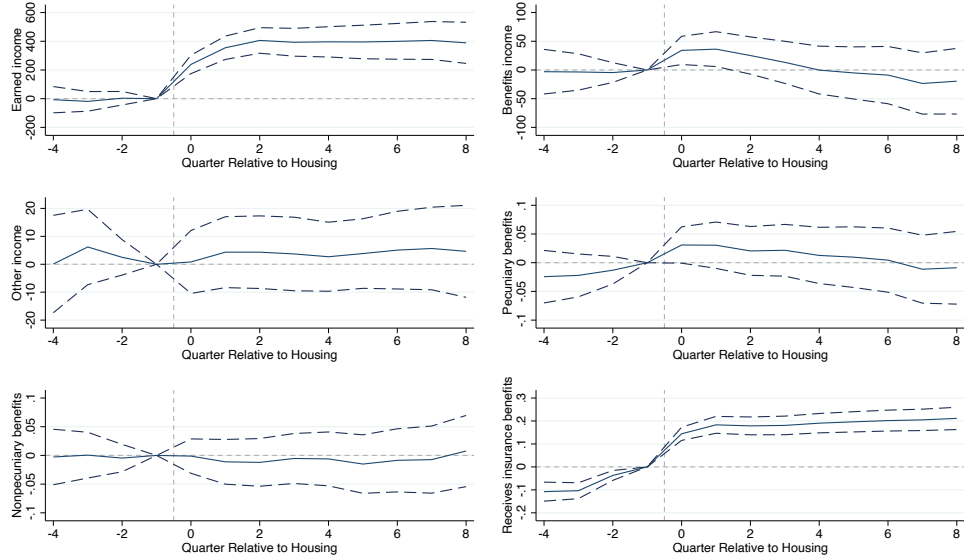 Earned income
600
400
200
0
-200
-4 -2 0 2 4 6 8
Quarter Relative to Housing
Benefits income
100
50
0
-50
-100
-4 -2 0 2 4 6 8
Quarter Relative to Housing
Other income
20
10
0
-10
-20
-4 -2 0 2 4 6 8
Quarter Relative to Housing
Pecuniary benefits
.1
.05
0
-.05
-.1
-4 -2 0 2 4 6 8
Quarter Relative to Housing
Nonpecuniary benefits
.1
.05
0
-.05
-.1
-4 -2 0 2 4 6 8
Quarter Relative to Housing
Receives insurance benefits
.3
.2
.1
0
-.1
-.2
-4 -2 0 2 4 6 8
Quarter Relative to Housing